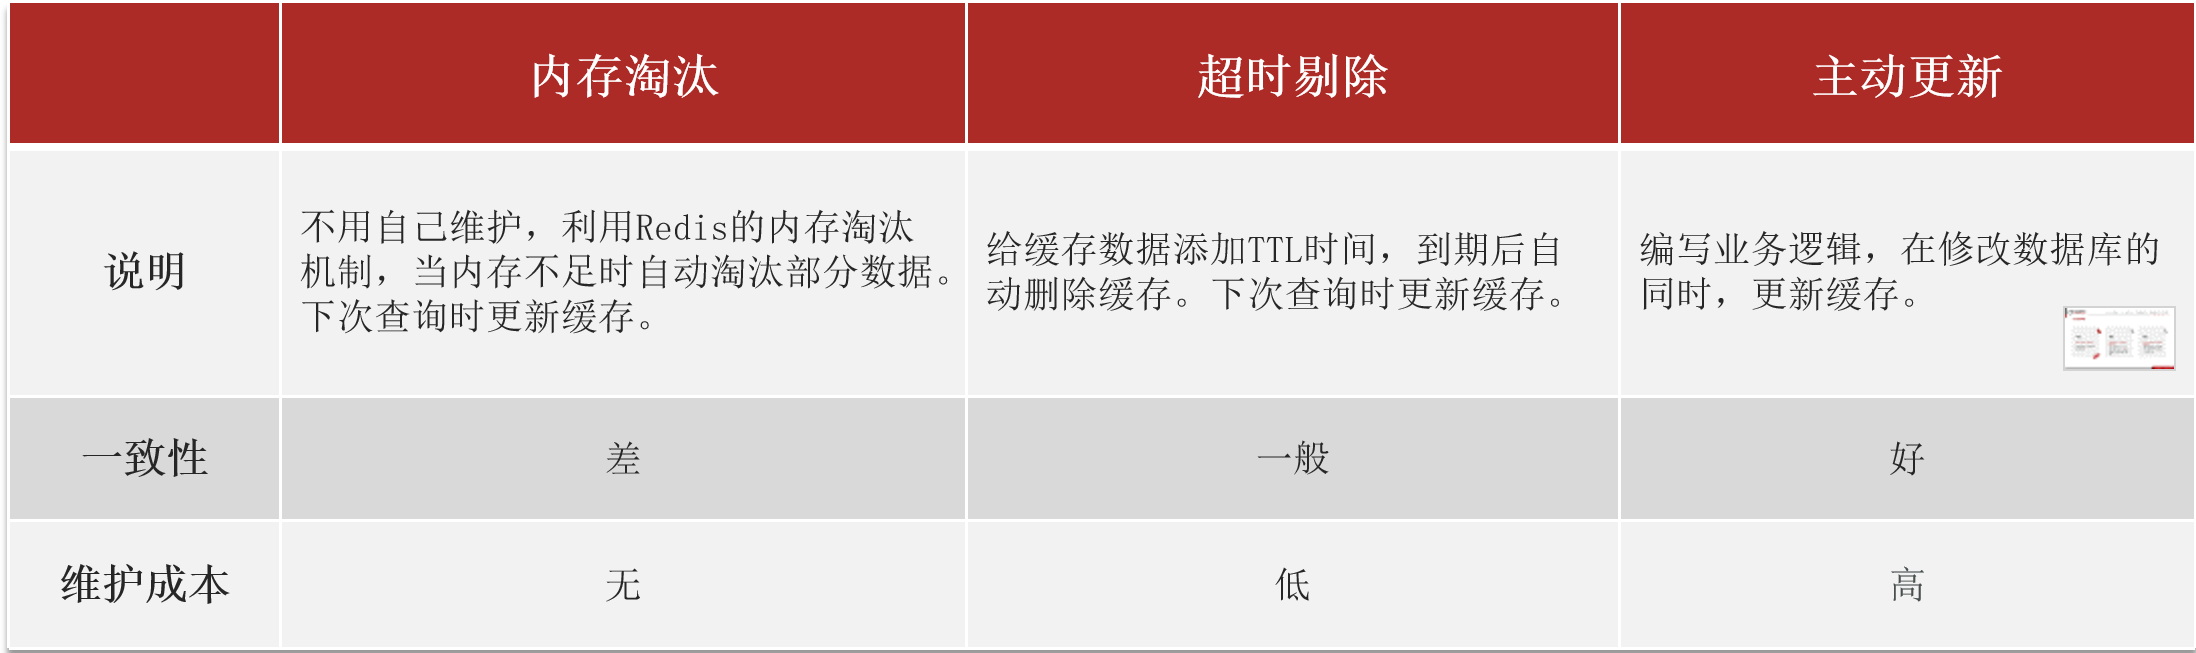 内存淘汰
超时剔除
主动更新
说明
不用自己维护，利用Redis的内存淘汰
机制，当内存不足时自动淘汰部分数据。
下次查询时更新缓存。
给缓存数据添加TTL时间，到期后自
动删除缓存。下次查询时更新缓存。
编写业务逻辑，在修改数据库的
同时，更新缓存。
一致性
差
一般
好
维护成本
无
低
高